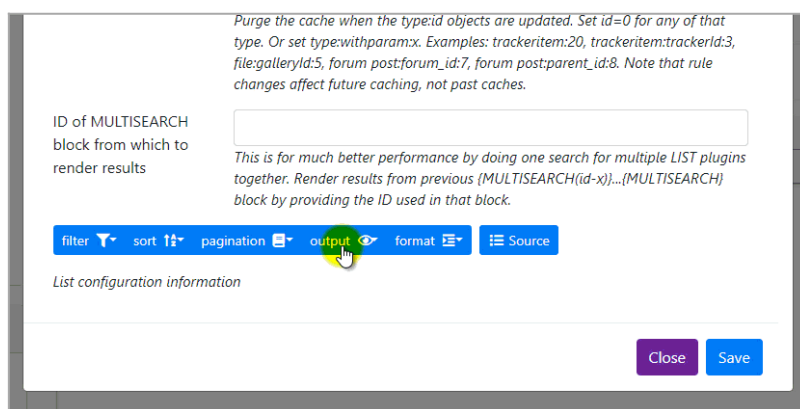 Purge the cache when the type:id objects are updated. Set id=0 for any of that
type. Or set type:withparam:x. Examples: trackeritem:20, trackeritem:trackerId:3,
file:galleryId:5, forum post:forum_id:7, forum post:parent_id:8. Note that rule
changes affect future caching, not past caches.
ID of MULTISEARCH
block from which to
render results
This is for much better performance by doing one search for multiple LIST plugins
together. Render results from previous {MULTISEARCH(id-x)}...{MULTISEARCH}
block by providing the ID used in that block.
filter sort pagination output format Source
List configuration information
Close Save